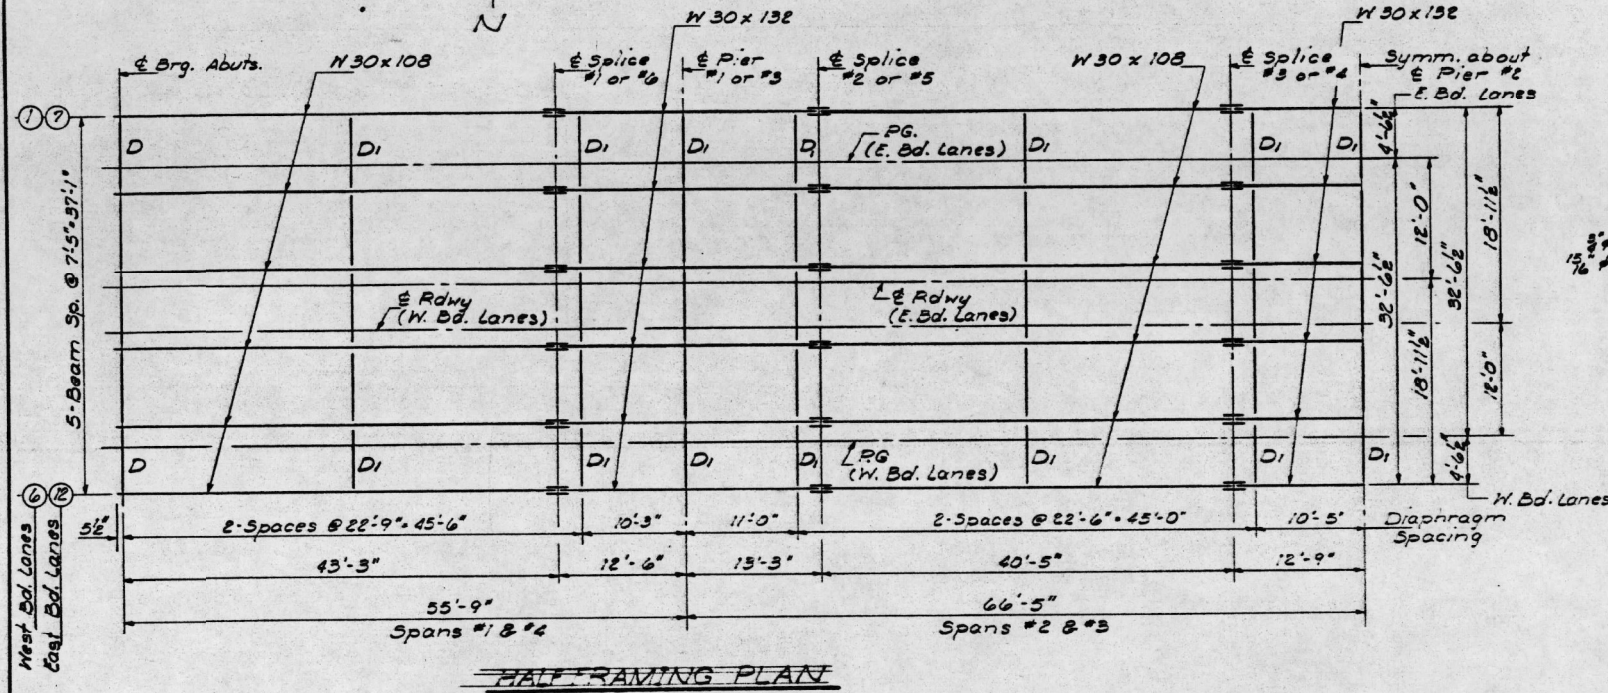 N
W 30 x 132
W 30 x 132
℄ Brg. Abuts.
W 30 x 108
℄ Splice
#1 or #6
℄ Pier
#1 or #3
℄ Splice
#2 or #5
W 30 x 108
℄ Splice
#3 or #4
Symm. about
℄ Pier #2
E. Bd. Lanes
1 7
D
D1
D1
D1
D1
P.G.
(E. Bd. Lanes)
D1
D1
D1
4'-6½"
5-Beam Sp. @ 7'-5"=37'-1"
12'-0"
18'-11½"
℄ Rdwy
(W. Bd. Lanes)
℄ Rdwy
(E. Bd. Lanes)
32'-6½"
32'-6½"
18'-11½"
12'-0"
D
D1
D1
D1
D1
P.G
(W. Bd. Lanes)
D1
D1
D1
4'-6½"
W. Bd. Lanes
6 12
West Bd. Lanes
East Bd. Lanes
5½"
2-Spaces @ 22'-9"=45'-6"
10'-3"
11'-0"
2-Spaces @ 22'-6"=45'-0"
10'-5"
Diaphragm
Spacing
43'-3"
12'-6"
13'-3"
40'-5"
12'-9"
55'-9"
66'-5"
Spans #1 & #4
Spans #2 & #3
HALF FRAMING PLAN